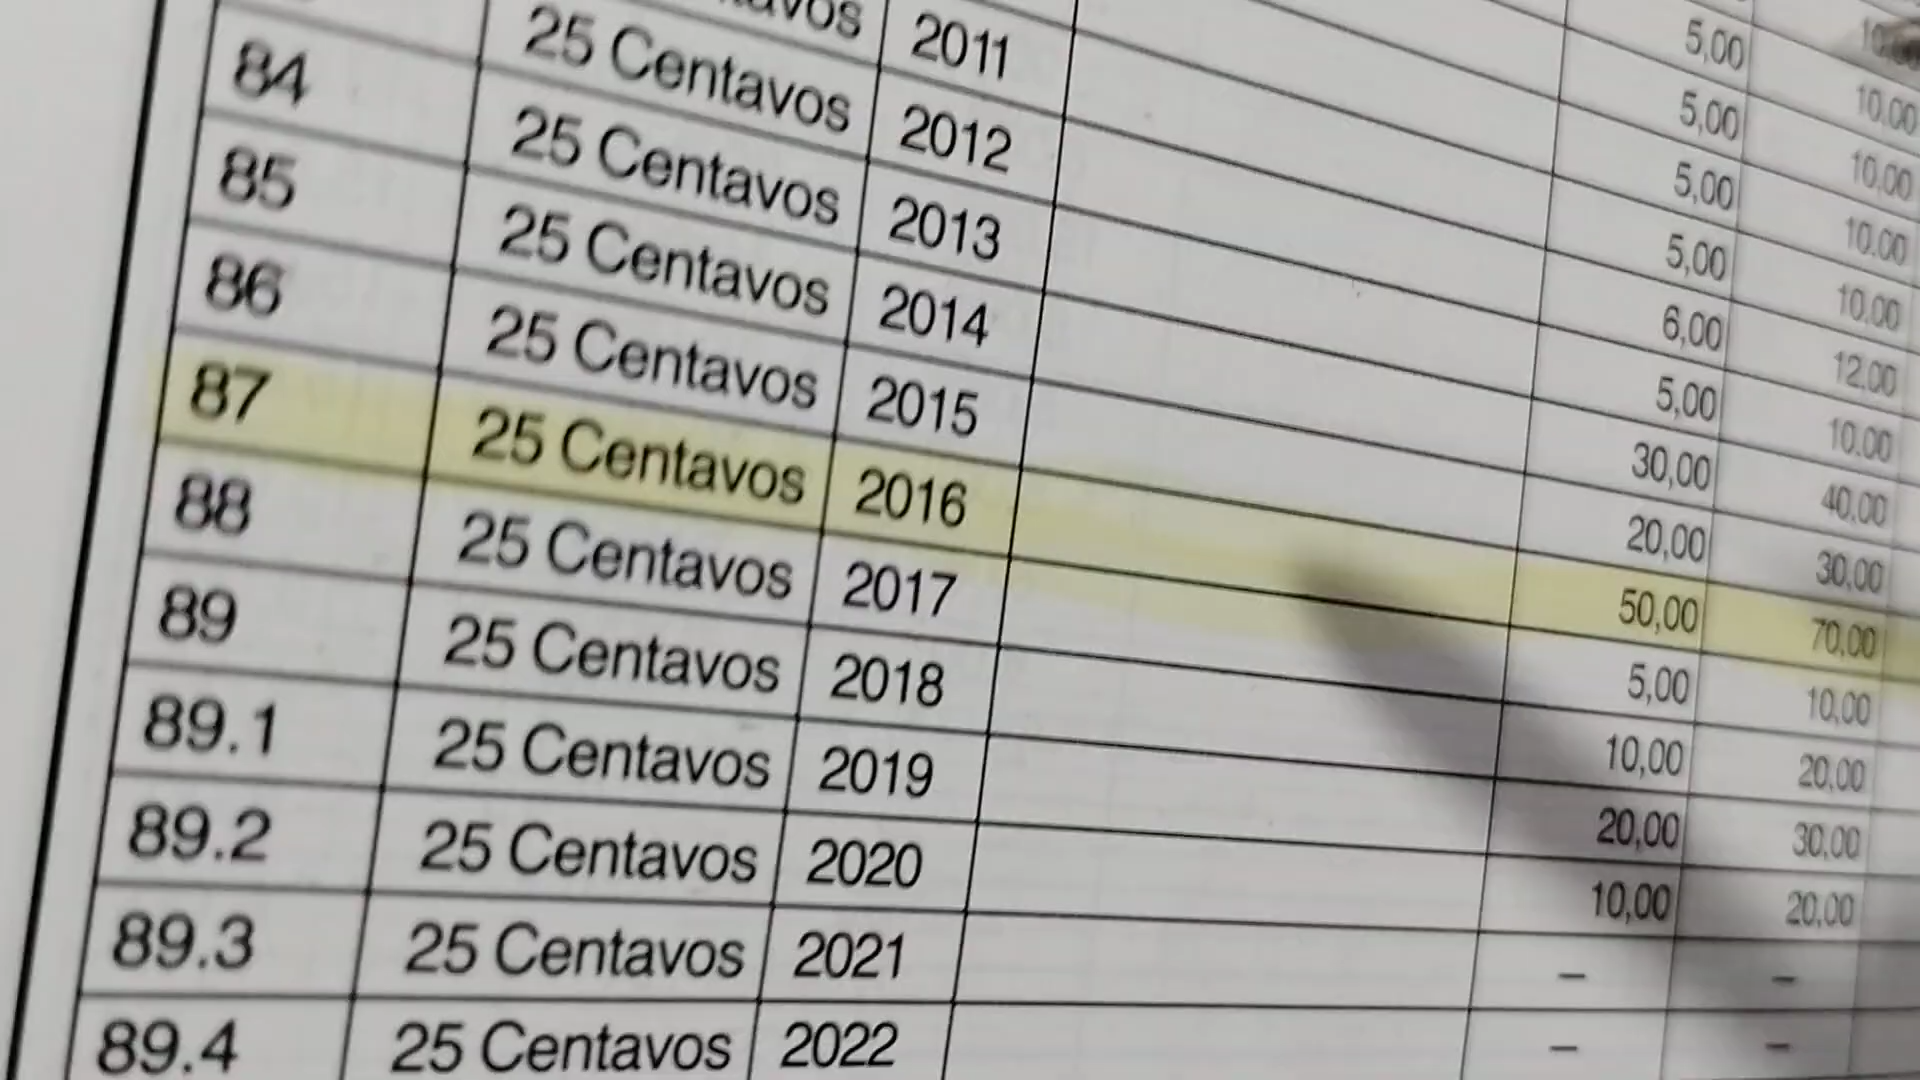 5,00 10,00
5,00 10,00
5,00 10,00
2011 5,00 10,00
25 Centavos 2012 6,00 12,00
84 25 Centavos 2013 5,00 10,00
85 25 Centavos 2014 30,00 40,00
86 25 Centavos 2015 20,00 30,00
87 25 Centavos 2016 50,00 70,00
88 25 Centavos 2017 5,00 10,00
89 25 Centavos 2018 10,00 20,00
89.1 25 Centavos 2019 20,00 30,00
89.2 25 Centavos 2020 10,00 20,00
89.3 25 Centavos 2021 – –
89.4 25 Centavos 2022 – –